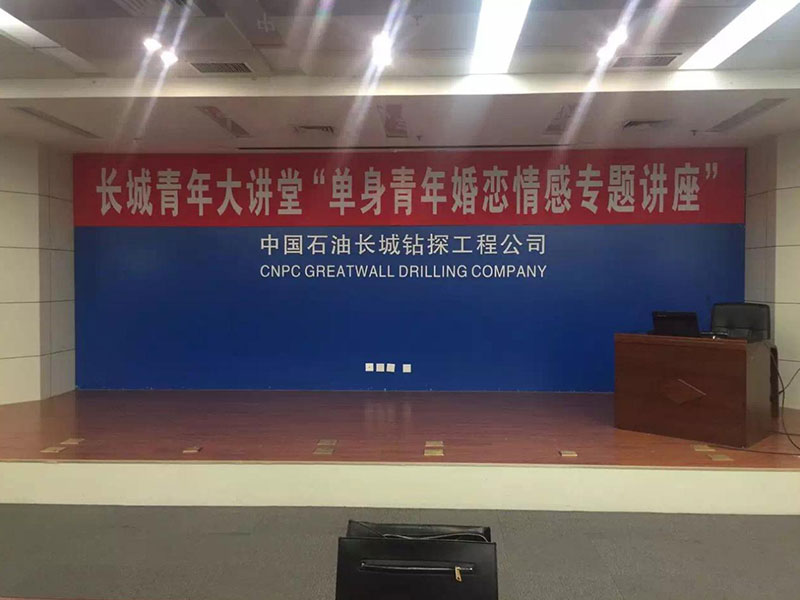 长城青年大讲堂“单身青年婚恋情感专题讲座”
中国石油长城钻探工程公司
CNPC GREATWALL DRILLING COMPANY